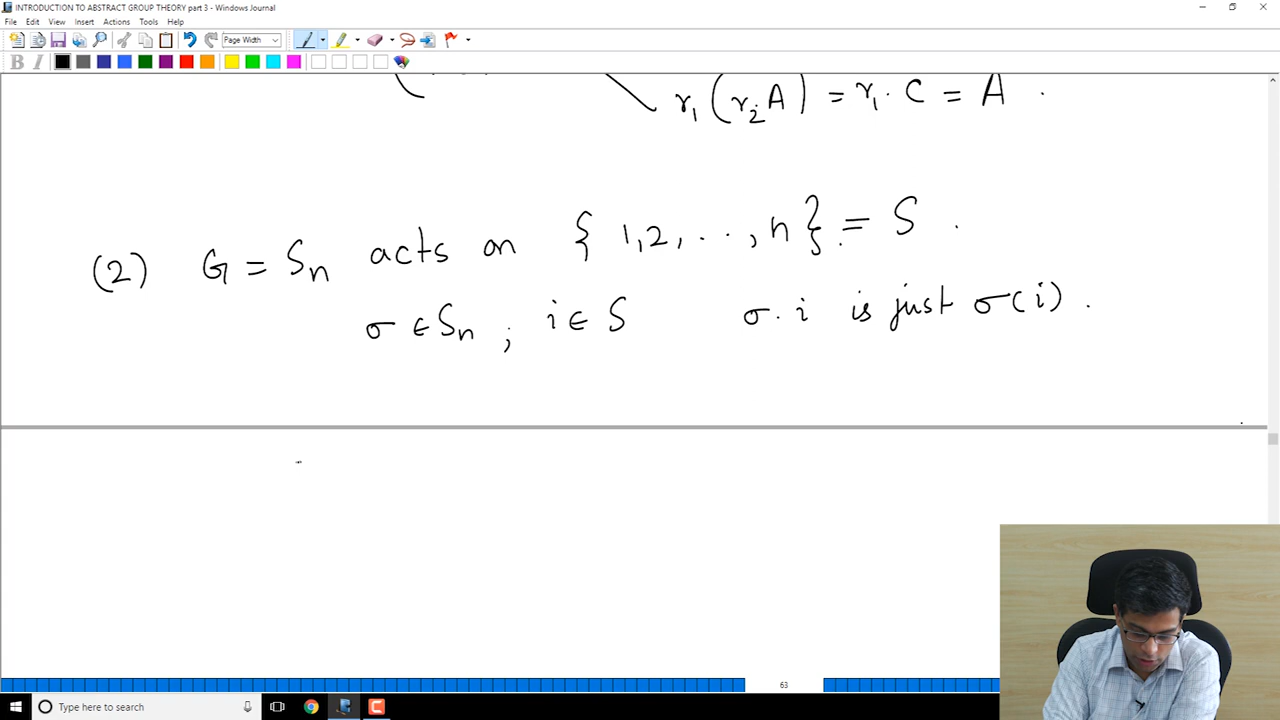 INTRODUCTION TO ABSTRACT GROUP THEORY part 3 - Windows Journal
File Edit View Insert Actions Tools Help
Page Width
B I
r₁(r₂A) = r₁. C = A .
(2) G = Sₙ acts on { 1,2, . . . , n } = S .
σ ∈ Sₙ ; i ∈ S σ. i is just σ(i) .
63
Type here to search